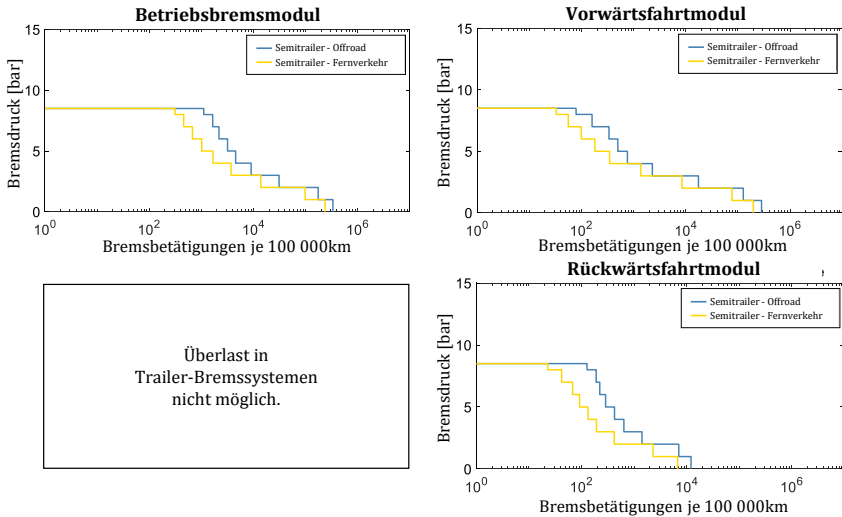 Betriebsbremsmodul
Bremsdruck [bar]
15
10
5
0
Semitrailer - Offroad
Semitrailer - Fernverkehr
10^0 10^2 10^4 10^6
Bremsbetätigungen je 100 000km
Vorwärtsfahrtmodul
Bremsdruck [bar]
15
10
5
0
Semitrailer - Offroad
Semitrailer - Fernverkehr
10^0 10^2 10^4 10^6
Bremsbetätigungen je 100 000km
Überlast in
Trailer-Bremssystemen
nicht möglich.
Rückwärtsfahrtmodul
Bremsdruck [bar]
15
10
5
0
Semitrailer - Offroad
Semitrailer - Fernverkehr
10^0 10^2 10^4 10^6
Bremsbetätigungen je 100 000km